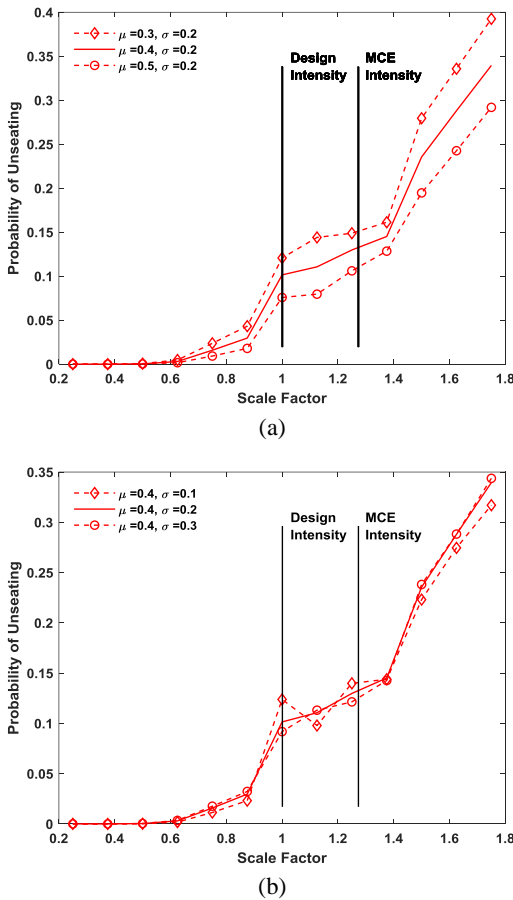 0.4
0.35
0.3
0.25
0.2
0.15
0.1
0.05
0
Probability of Unseating
μ =0.3, σ =0.2
μ =0.4, σ =0.2
μ =0.5, σ =0.2
Design Intensity
MCE Intensity
0.2 0.4 0.6 0.8 1 1.2 1.4 1.6 1.8
Scale Factor
(a)
0.35
0.3
0.25
0.2
0.15
0.1
0.05
0
Probability of Unseating
μ =0.4, σ =0.1
μ =0.4, σ =0.2
μ =0.4, σ =0.3
Design Intensity
MCE Intensity
0.2 0.4 0.6 0.8 1 1.2 1.4 1.6 1.8
Scale Factor
(b)